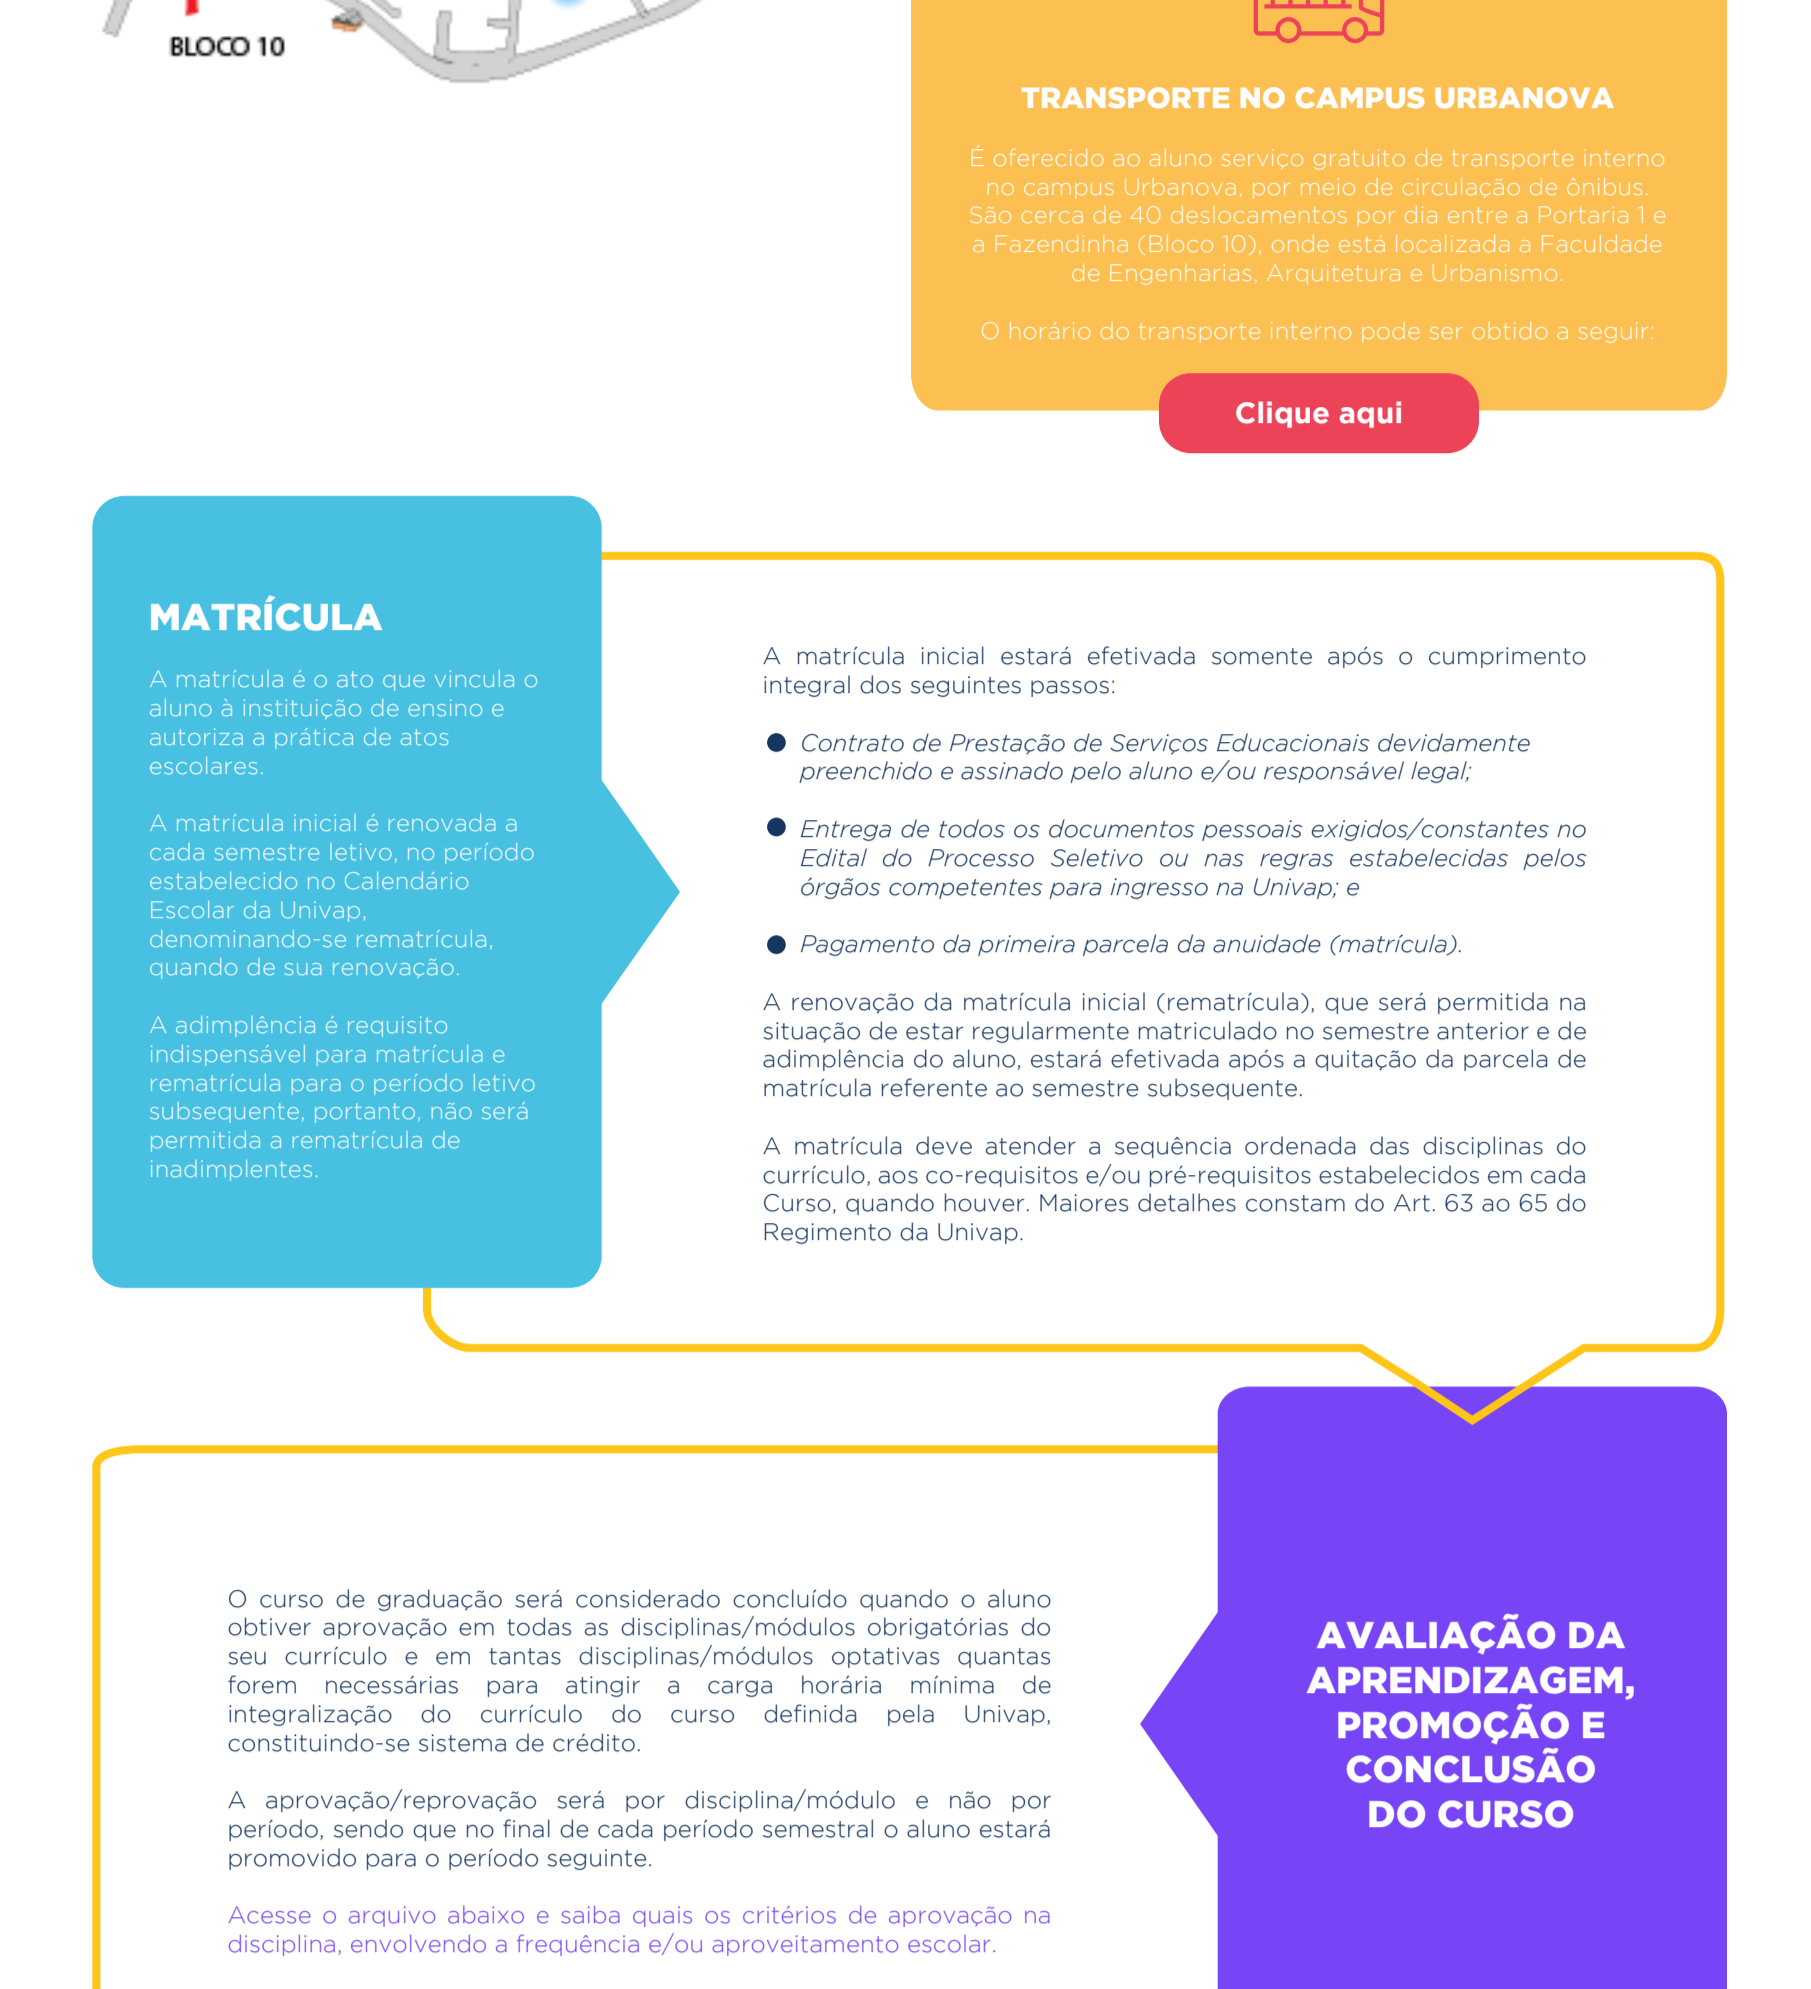 BLOCO 10
TRANSPORTE NO CAMPUS URBANOVA
É oferecido ao aluno serviço gratuito de transporte interno
no campus Urbanova, por meio de circulação de ônibus.
São cerca de 40 deslocamentos por dia entre a Portaria 1 e
a Fazendinha (Bloco 10), onde está localizada a Faculdade
de Engenharias, Arquitetura e Urbanismo.
O horário do transporte interno pode ser obtido a seguir:
Clique aqui
MATRÍCULA
A matrícula é o ato que vincula o
aluno à instituição de ensino e
autoriza a prática de atos
escolares.
A matrícula inicial é renovada a
cada semestre letivo, no período
estabelecido no Calendário
Escolar da Univap,
denominando-se rematrícula,
quando de sua renovação.
A adimplência é requisito
indispensável para matrícula e
rematrícula para o período letivo
subsequente, portanto, não será
permitida a rematrícula de
inadimplentes.
A matrícula inicial estará efetivada somente após o cumprimento
integral dos seguintes passos:
● Contrato de Prestação de Serviços Educacionais devidamente
preenchido e assinado pelo aluno e/ou responsável legal;
● Entrega de todos os documentos pessoais exigidos/constantes no
Edital do Processo Seletivo ou nas regras estabelecidas pelos
órgãos competentes para ingresso na Univap; e
● Pagamento da primeira parcela da anuidade (matrícula).
A renovação da matrícula inicial (rematrícula), que será permitida na
situação de estar regularmente matriculado no semestre anterior e de
adimplência do aluno, estará efetivada após a quitação da parcela de
matrícula referente ao semestre subsequente.
A matrícula deve atender a sequência ordenada das disciplinas do
currículo, aos co-requisitos e/ou pré-requisitos estabelecidos em cada
Curso, quando houver. Maiores detalhes constam do Art. 63 ao 65 do
Regimento da Univap.
O curso de graduação será considerado concluído quando o aluno
obtiver aprovação em todas as disciplinas/módulos obrigatórias do
seu currículo e em tantas disciplinas/módulos optativas quantas
forem necessárias para atingir a carga horária mínima de
integralização do currículo do curso definida pela Univap,
constituindo-se sistema de crédito.
A aprovação/reprovação será por disciplina/módulo e não por
período, sendo que no final de cada período semestral o aluno estará
promovido para o período seguinte.
Acesse o arquivo abaixo e saiba quais os critérios de aprovação na
disciplina, envolvendo a frequência e/ou aproveitamento escolar.
AVALIAÇÃO DA
APRENDIZAGEM,
PROMOÇÃO E
CONCLUSÃO
DO CURSO